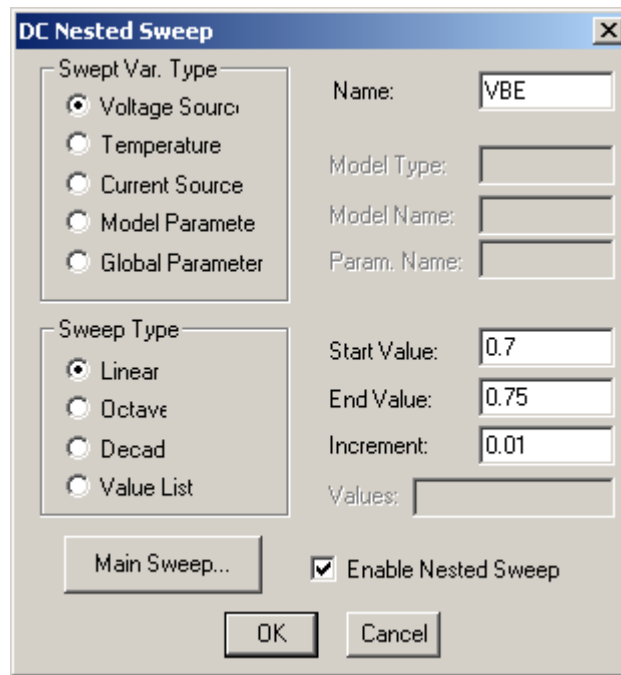 DC Nested Sweep
Swept Var. Type
Voltage Sourc
Temperature
Current Source
Model Paramete
Global Parameter
Name: VBE
Model Type:
Model Name:
Param. Name:
Sweep Type
Linear
Octave
Decad
Value List
Start Value: 0.7
End Value: 0.75
Increment: 0.01
Values:
Main Sweep...
Enable Nested Sweep
OK
Cancel